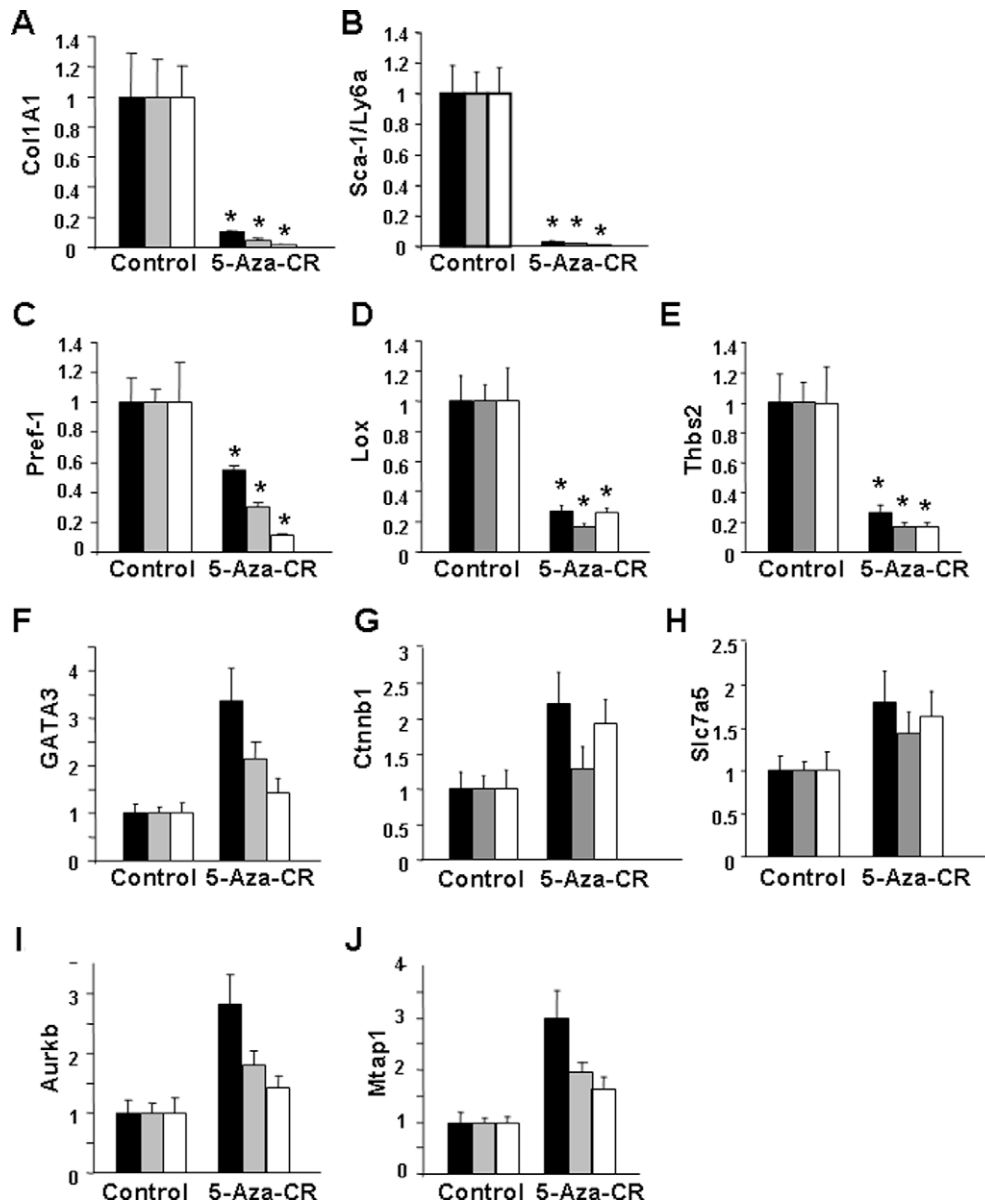 A
Col1A1
1.4
1.2
1
0.8
0.6
0.4
0.2
0
* * *
Control 5-Aza-CR
B
Sca-1/Ly6a
1.4
1.2
1
0.8
0.6
0.4
0.2
0
* * *
Control 5-Aza-CR
C
Pref-1
1.4
1.2
1
0.8
0.6
0.4
0.2
0
* * *
Control 5-Aza-CR
D
Lox
1.4
1.2
1
0.8
0.6
0.4
0.2
0
* * *
Control 5-Aza-CR
E
Thbs2
1.4
1.2
1
0.8
0.6
0.4
0.2
0
* * *
Control 5-Aza-CR
F
GATA3
4
3
2
1
0
Control 5-Aza-CR
G
Ctnnb1
3
2.5
2
1.5
1
0.5
0
Control 5-Aza-CR
H
Slc7a5
2.5
2
1.5
1
0.5
0
Control 5-Aza-CR
I
Aurkb
3
2
1
0
Control 5-Aza-CR
J
Mtap1
4
3
2
1
0
Control 5-Aza-CR